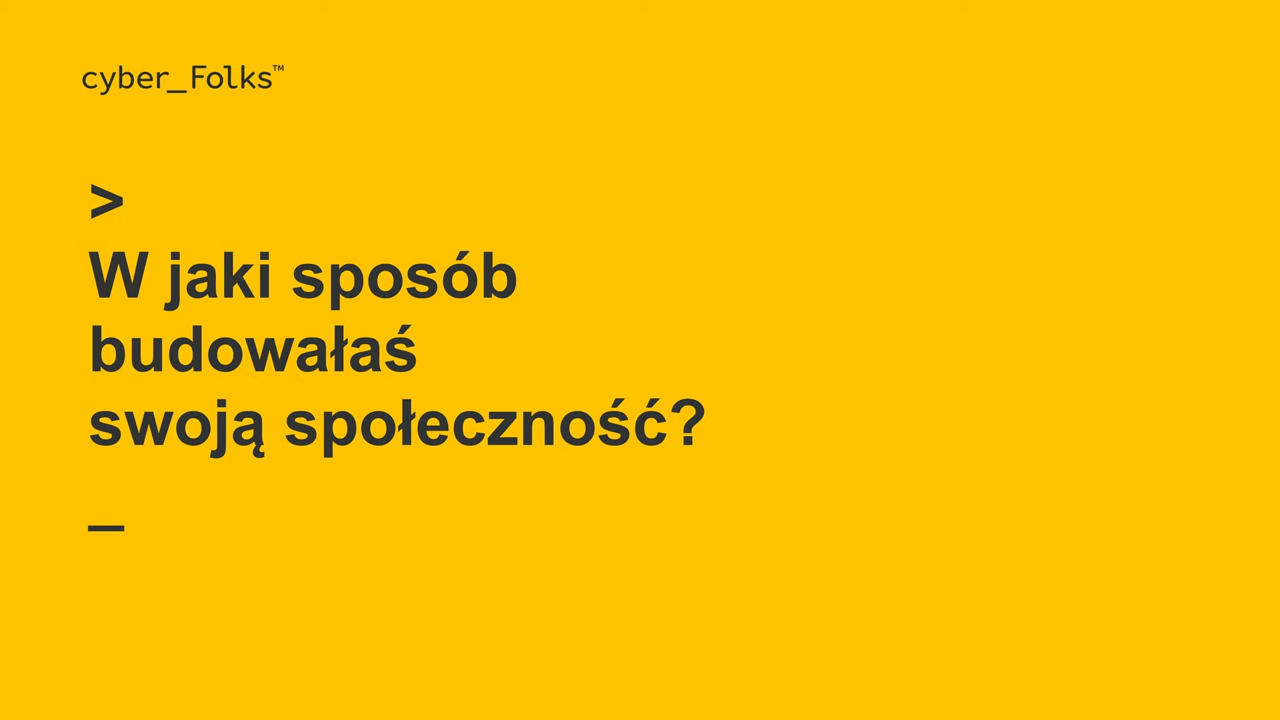 cyber_Folks™
>
W jaki sposób
budowałaś
swoją społeczność?
_